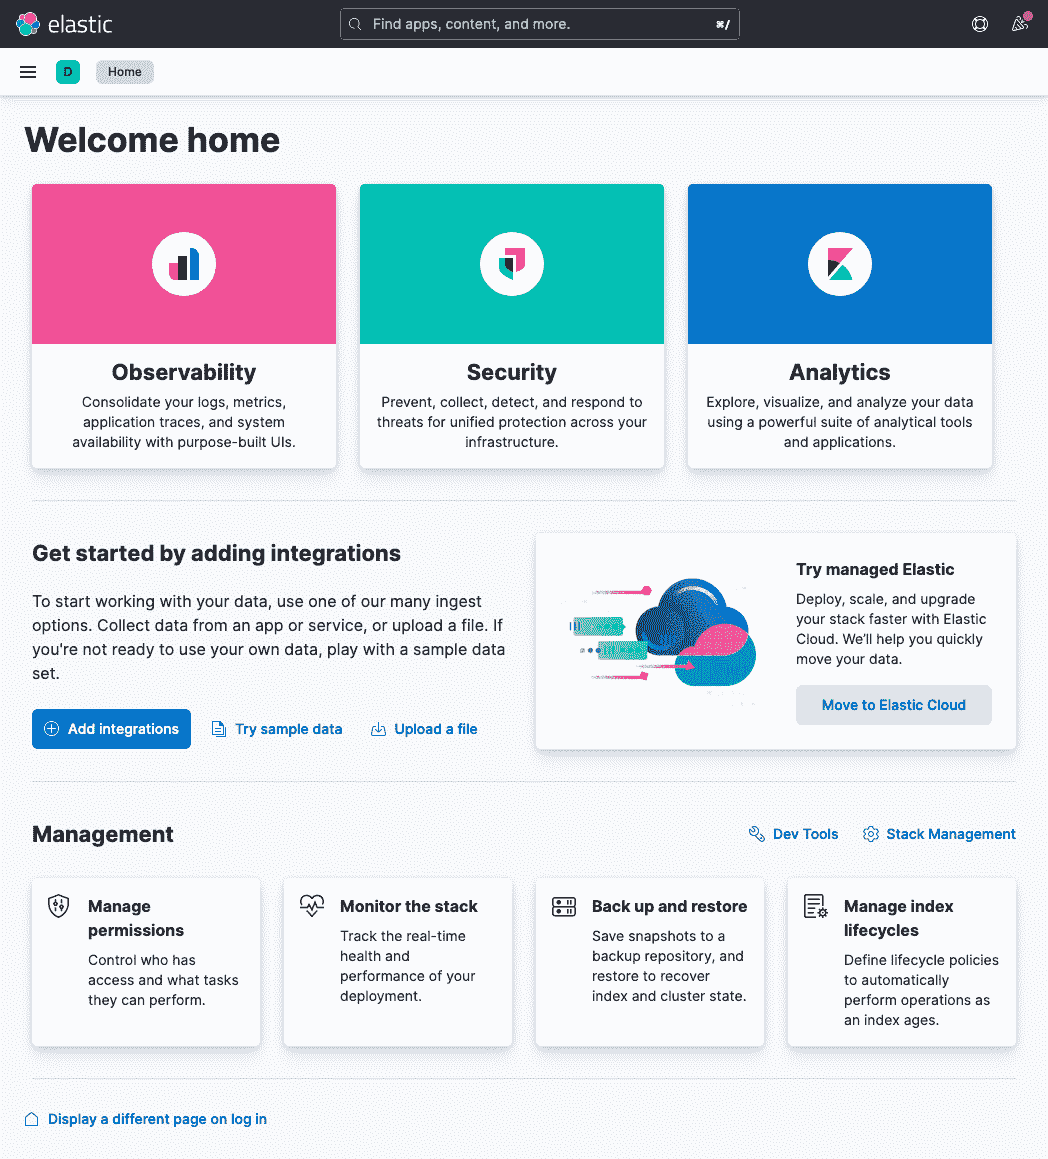 elastic
Find apps, content, and more.
⌘/
D
Home
Welcome home
Observability
Consolidate your logs, metrics,
application traces, and system
availability with purpose-built UIs.
Security
Prevent, collect, detect, and respond to
threats for unified protection across your
infrastructure.
Analytics
Explore, visualize, and analyze your data
using a powerful suite of analytical tools
and applications.
Get started by adding integrations
To start working with your data, use one of our many ingest
options. Collect data from an app or service, or upload a file. If
you're not ready to use your own data, play with a sample data
set.
Add integrations
Try sample data
Upload a file
Try managed Elastic
Deploy, scale, and upgrade
your stack faster with Elastic
Cloud. We’ll help you quickly
move your data.
Move to Elastic Cloud
Management
Dev Tools
Stack Management
Manage
permissions
Control who has
access and what tasks
they can perform.
Monitor the stack
Track the real-time
health and
performance of your
deployment.
Back up and restore
Save snapshots to a
backup repository, and
restore to recover
index and cluster state.
Manage index
lifecycles
Define lifecycle policies
to automatically
perform operations as
an index ages.
Display a different page on log in